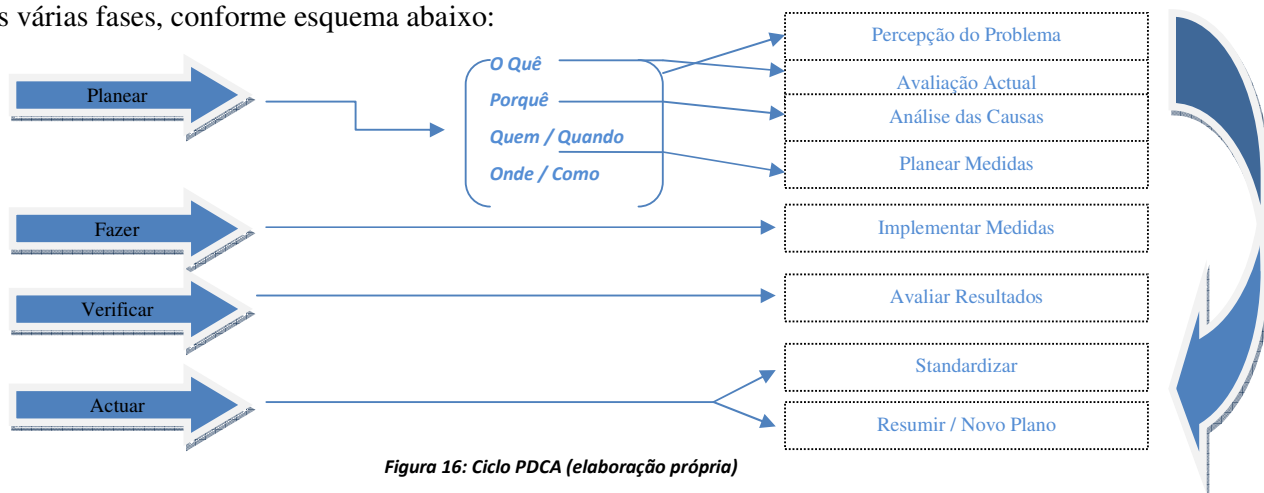 s várias fases, conforme esquema abaixo:
Planear
O Quê
Porquê
Quem / Quando
Onde / Como
Percepção do Problema
Avaliação Actual
Análise das Causas
Planear Medidas
Fazer
Implementar Medidas
Verificar
Avaliar Resultados
Actuar
Standardizar
Resumir / Novo Plano
Figura 16: Ciclo PDCA (elaboração própria)